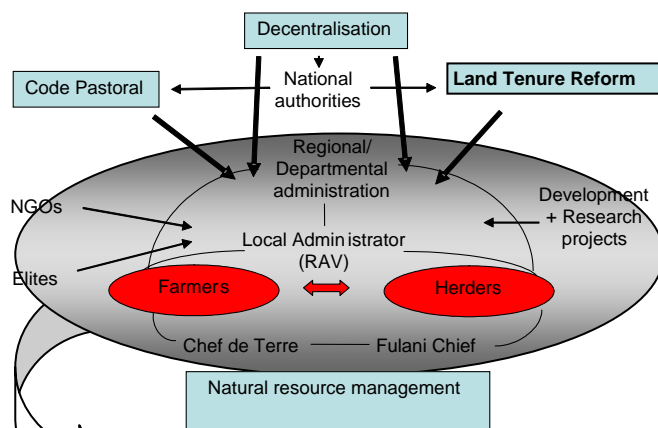 Decentralisation
Code Pastoral
National
authorities
Land Tenure Reform
Regional/
Departmental
administration
NGOs
Development
+ Research
projects
Local Administrator
(RAV)
Elites
Farmers
Herders
Chef de Terre
Fulani Chief
Natural resource management